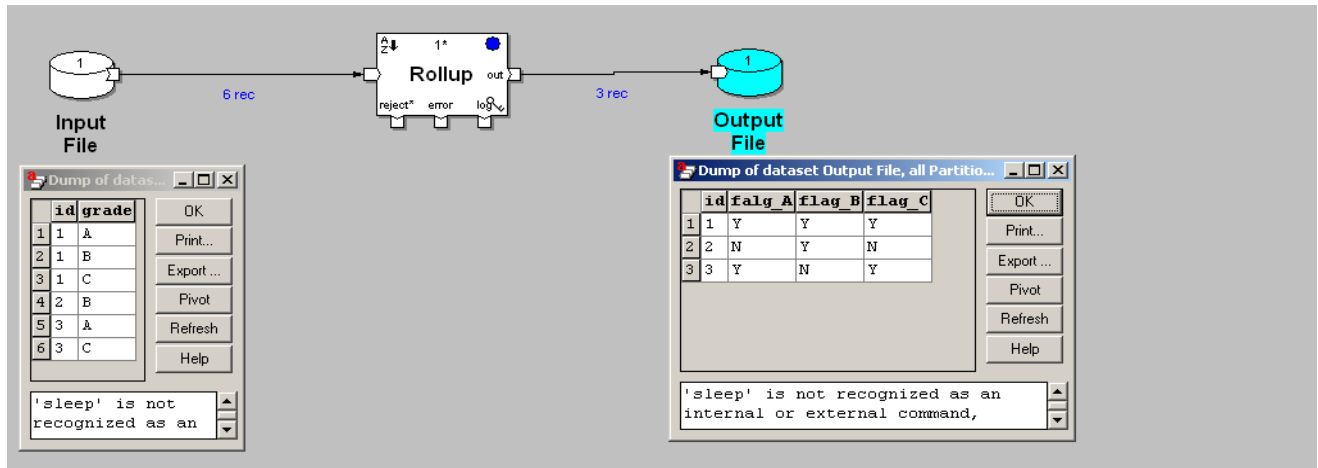 1
6 rec
Input
File
A
Z
1*
Rollup
out
reject*
error
log
3 rec
1
Output
File
Dump of datas...
id grade
1 1 A
2 1 B
3 1 C
4 2 B
5 3 A
6 3 C
OK
Print...
Export ...
Pivot
Refresh
Help
'sleep' is not
recognized as an
Dump of dataset Output File, all Partitio...
id falg_A flag_B flag_C
1 1 Y Y Y
2 2 N Y N
3 3 Y N Y
OK
Print...
Export ...
Pivot
Refresh
Help
'sleep' is not recognized as an
internal or external command,